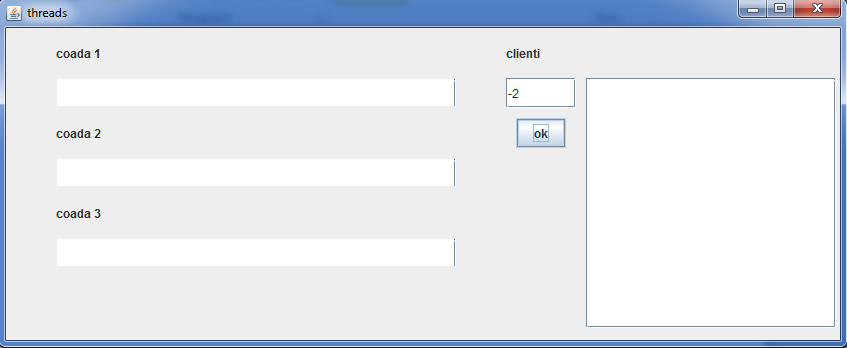 threads
coada 1
clienti
-2
ok
coada 2
coada 3